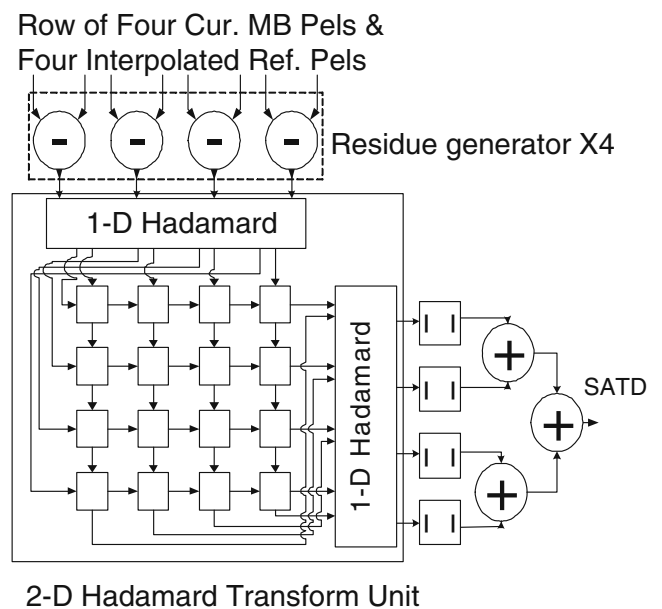 Row of Four Cur. MB Pels &
Four Interpolated Ref. Pels
- - - -
Residue generator X4
1-D Hadamard
1-D Hadamard
| |
| |
| |
| |
+
+
+
SATD
2-D Hadamard Transform Unit